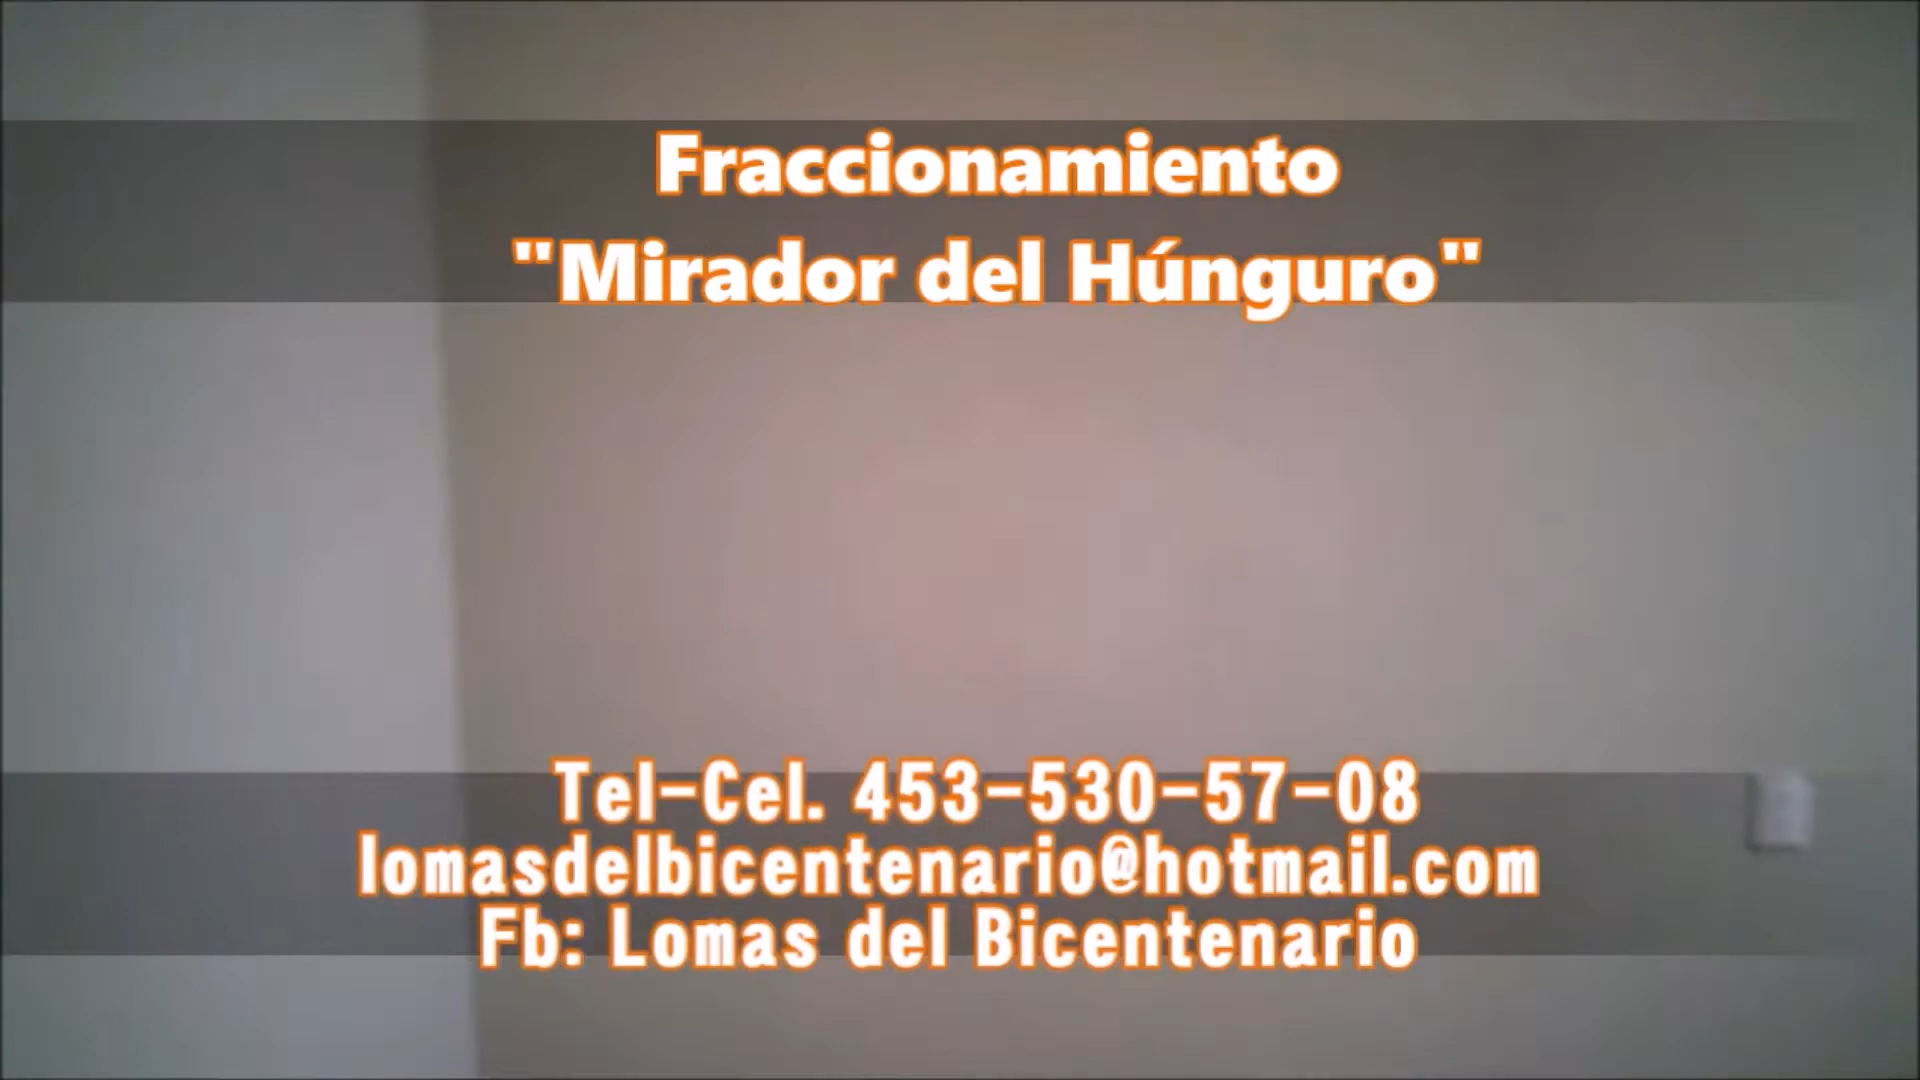 Fraccionamiento
"Mirador del Húnguro"
Tel-Cel. 453-530-57-08
lomasdelbicentenario@hotmail.com
Fb: Lomas del Bicentenario